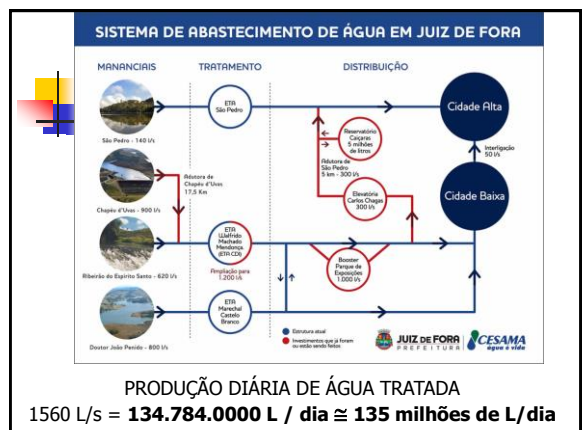 SISTEMA DE ABASTECIMENTO DE ÁGUA EM JUIZ DE FORA
MANANCIAIS
TRATAMENTO
DISTRIBUIÇÃO
São Pedro - 140 l/s
ETA
São Pedro
Cidade Alta
Reservatório
Caiçaras
5 milhões
de litros
Adutora de
São Pedro
5 km - 300 l/s
Interligação
50 l/s
Adutora de
Chapéu d'Uvas
17,5 Km
Chapéu d'Uvas - 900 l/s
Elevatória
Carlos Chagas
300 l/s
Cidade Baixa
ETA
Walfrido
Machado
Mendonça
(ETA CDI)
Ampliação para
1.200 l/s
Ribeirão do Espírito Santo - 620 l/s
Booster
Parque de
Exposições
1.000 l/s
ETA
Marechal
Castelo
Branco
Doutor João Penido - 800 l/s
Estrutura atual
Investimentos que já foram
ou estão sendo feitos
JUIZ DE FORA
PREFEITURA
CESAMA
água é vida
PRODUÇÃO DIÁRIA DE ÁGUA TRATADA
1560 L/s = 134.784.0000 L / dia ≅ 135 milhões de L/dia